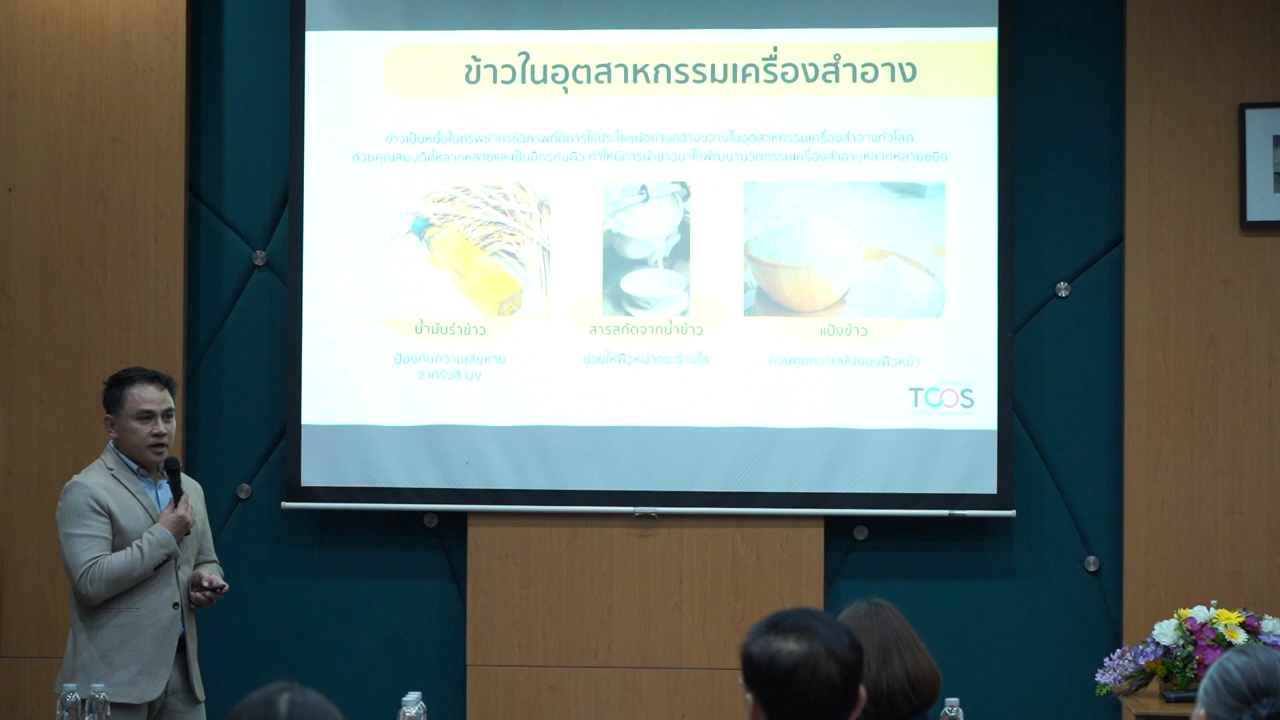 ข้าวในอุตสาหกรรมเครื่องสำอาง
ข้าวเป็นหนึ่งในทรัพยากรชีวภาพที่มีการใช้ประโยชน์อย่างกว้างขวางในอุตสาหกรรมเครื่องสำอางทั่วโลก
ด้วยคุณสมบัติที่หลากหลายและเป็นมิตรกับผิว ทำให้มีการนำข้าวมาใช้พัฒนานวัตกรรมเครื่องสำอางหลากหลายชนิด
น้ำมันรำข้าว
สารสกัดจากน้ำข้าว
แป้งข้าว
ป้องกันความเสียหาย
จากรังสี UV
ช่วยให้ผิวหน้ากระจ่างใส
ควบคุมความมันของผิวหน้า
TCOS